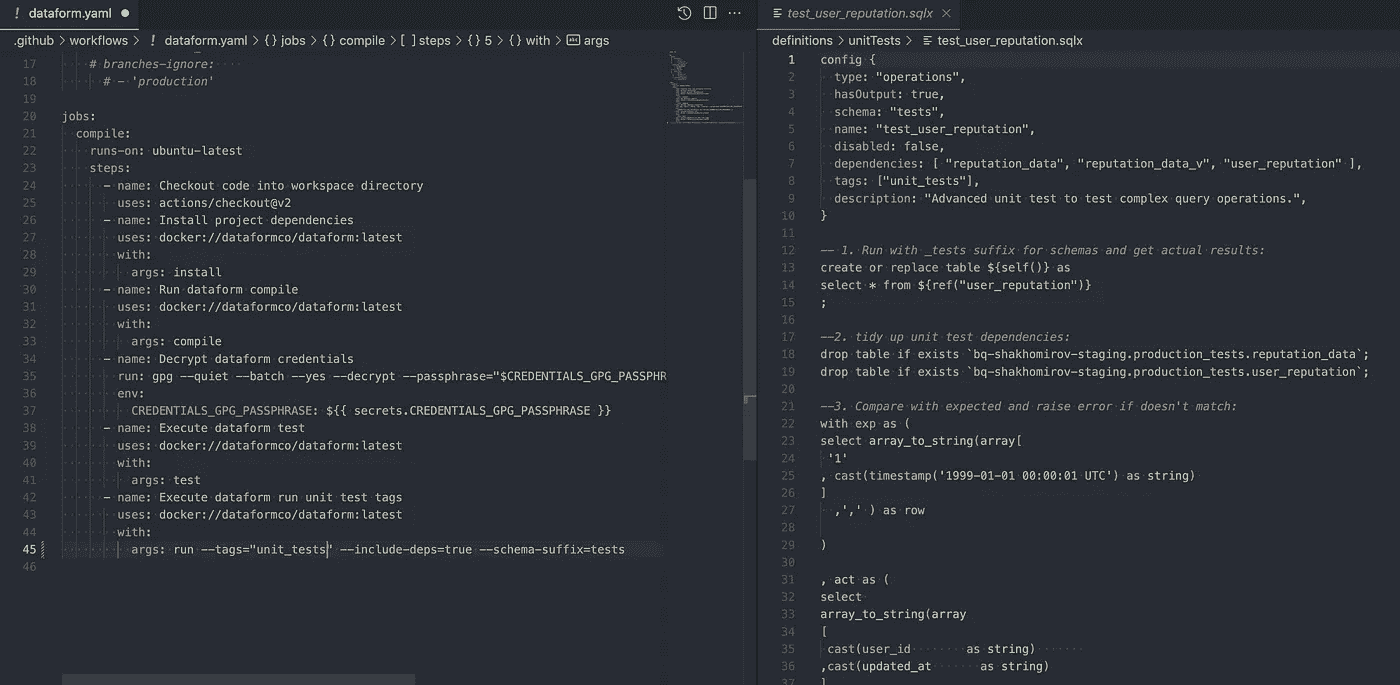 ! dataform.yaml ●
.github > workflows > ! dataform.yaml > {} jobs > {} compile > [ ] steps > {} 5 > {} with > args
17 # branches-ignore:
18 # - 'production'
19
20 jobs:
21 compile:
22 runs-on: ubuntu-latest
23 steps:
24 - name: Checkout code into workspace directory
25 uses: actions/checkout@v2
26 - name: Install project dependencies
27 uses: docker://dataformco/dataform:latest
28 with:
29 args: install
30 - name: Run dataform compile
31 uses: docker://dataformco/dataform:latest
32 with:
33 args: compile
34 - name: Decrypt dataform credentials
35 run: gpg --quiet --batch --yes --decrypt --passphrase="$CREDENTIALS_GPG_PASSPHR
36 env:
37 CREDENTIALS_GPG_PASSPHRASE: ${{ secrets.CREDENTIALS_GPG_PASSPHRASE }}
38 - name: Execute dataform test
39 uses: docker://dataformco/dataform:latest
40 with:
41 args: test
42 - name: Execute dataform run unit test tags
43 uses: docker://dataformco/dataform:latest
44 with:
45 args: run --tags="unit_tests" --include-deps=true --schema-suffix=tests
46
test_user_reputation.sqlx
definitions > unitTests > test_user_reputation.sqlx
1 config {
2 type: "operations",
3 hasOutput: true,
4 schema: "tests",
5 name: "test_user_reputation",
6 disabled: false,
7 dependencies: [ "reputation_data", "reputation_data_v", "user_reputation" ],
8 tags: ["unit_tests"],
9 description: "Advanced unit test to test complex query operations.",
10 }
11
12 -- 1. Run with _tests suffix for schemas and get actual results:
13 create or replace table ${self()} as
14 select * from ${ref("user_reputation")}
15 ;
16
17 --2. tidy up unit test dependencies:
18 drop table if exists `bq-shakhomirov-staging.production_tests.reputation_data`;
19 drop table if exists `bq-shakhomirov-staging.production_tests.user_reputation`;
20
21 --3. Compare with expected and raise error if doesn't match:
22 with exp as (
23 select array_to_string(array[
24 '1'
25 , cast(timestamp('1999-01-01 00:00:01 UTC') as string)
26 ]
27 ,',' ) as row
28
29 )
30
31 , act as (
32 select
33 array_to_string(array
34 [
35 cast(user_id as string)
36 ,cast(updated_at as string)
37 ]